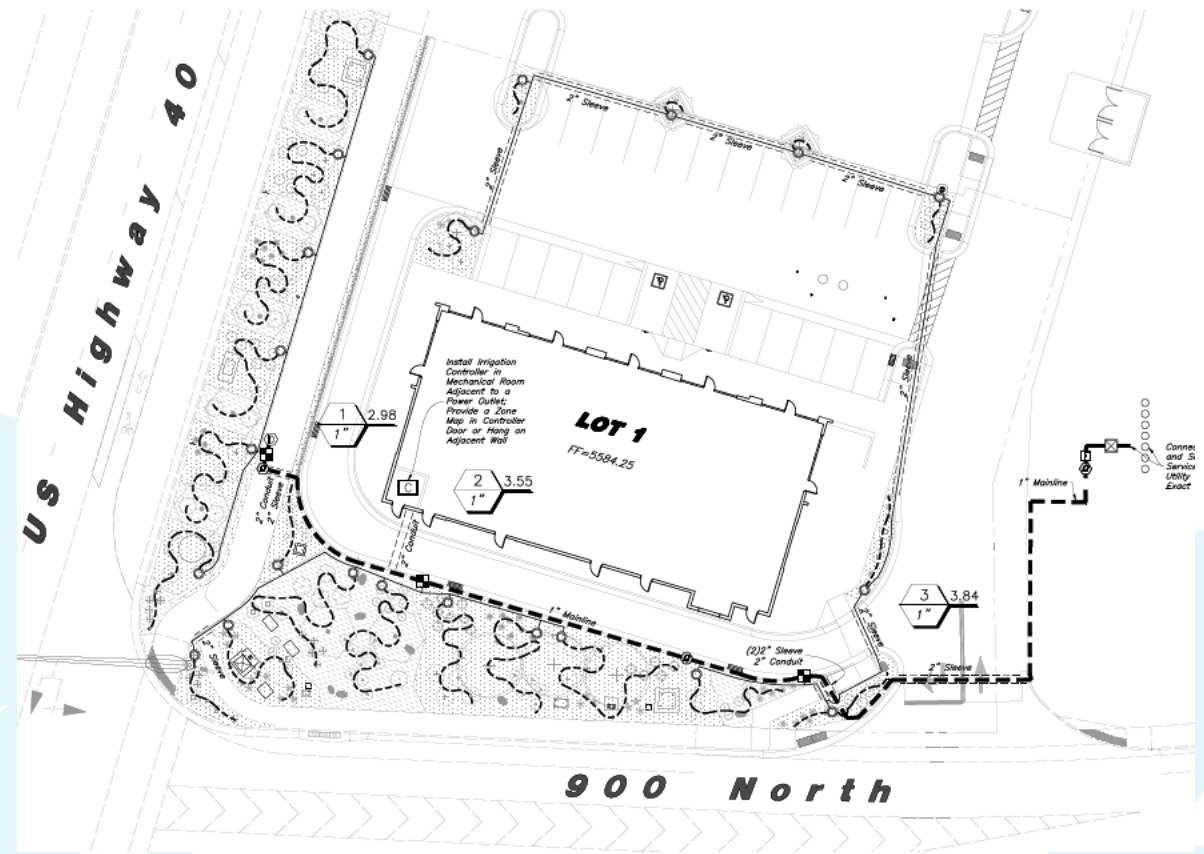 US Highway 40
2" Sleeve
2" Sleeve
2" Sleeve
2" Sleeve
Install Irrigation
Controller in
Mechanical Room
Adjacent to a
Power Outlet;
Provide a Zone
Map in Controller
Door or Hang on
Adjacent Wall
LOT 1
FF=5584.25
2" Sleeve
1
1"
2.98
2
1"
3.55
C
2" Conduit
2" Sleeve
2" Conduit
1" Mainline
Connec
and S
Service
Utility
Exact
1" Mainline
3
1"
3.84
2" Sleeve
(2)2" Sleeve
2" Conduit
2" Sleeve
2" Sleeve
900 North